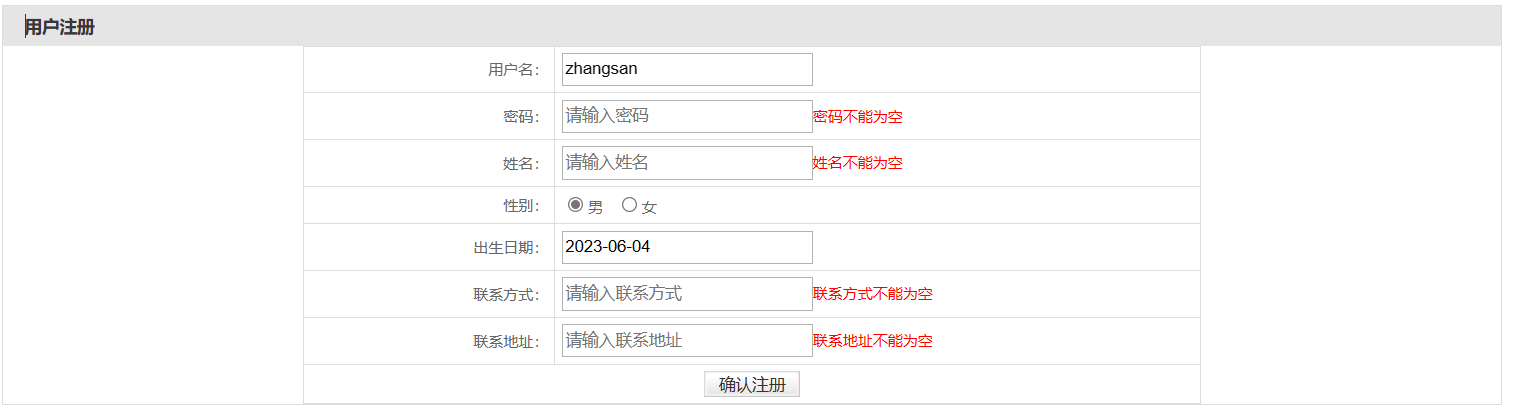 用户注册
用户名： zhangsan
密码： 请输入密码 密码不能为空
姓名： 请输入姓名 姓名不能为空
性别： 男 女
出生日期： 2023-06-04
联系方式： 请输入联系方式 联系方式不能为空
联系地址： 请输入联系地址 联系地址不能为空
确认注册